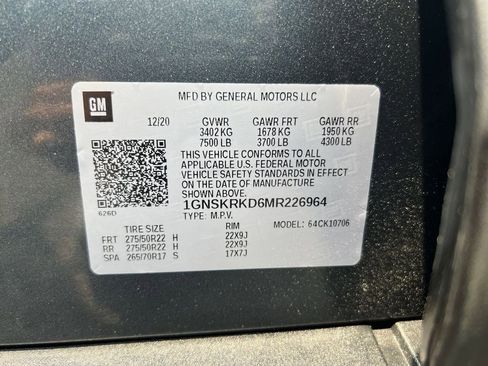 MFD BY GENERAL MOTORS LLC
GM
12/20 GVWR GAWR FRT GAWR RR
3402 KG 1678 KG 1950 KG
7500 LB 3700 LB 4300 LB
THIS VEHICLE CONFORMS TO ALL
APPLICABLE U.S. FEDERAL MOTOR
VEHICLE SAFETY STANDARDS IN EFFECT
ON THE DATE OF MANUFACTURE
SHOWN ABOVE.
1GNSKRKD6MR226964
626D
TYPE: M.P.V. MODEL: 64CK10706
TIRE SIZE RIM
FRT 275/50R22 H 22X9J
RR 275/50R22 H 22X9J
SPA 265/70R17 S 17X7J